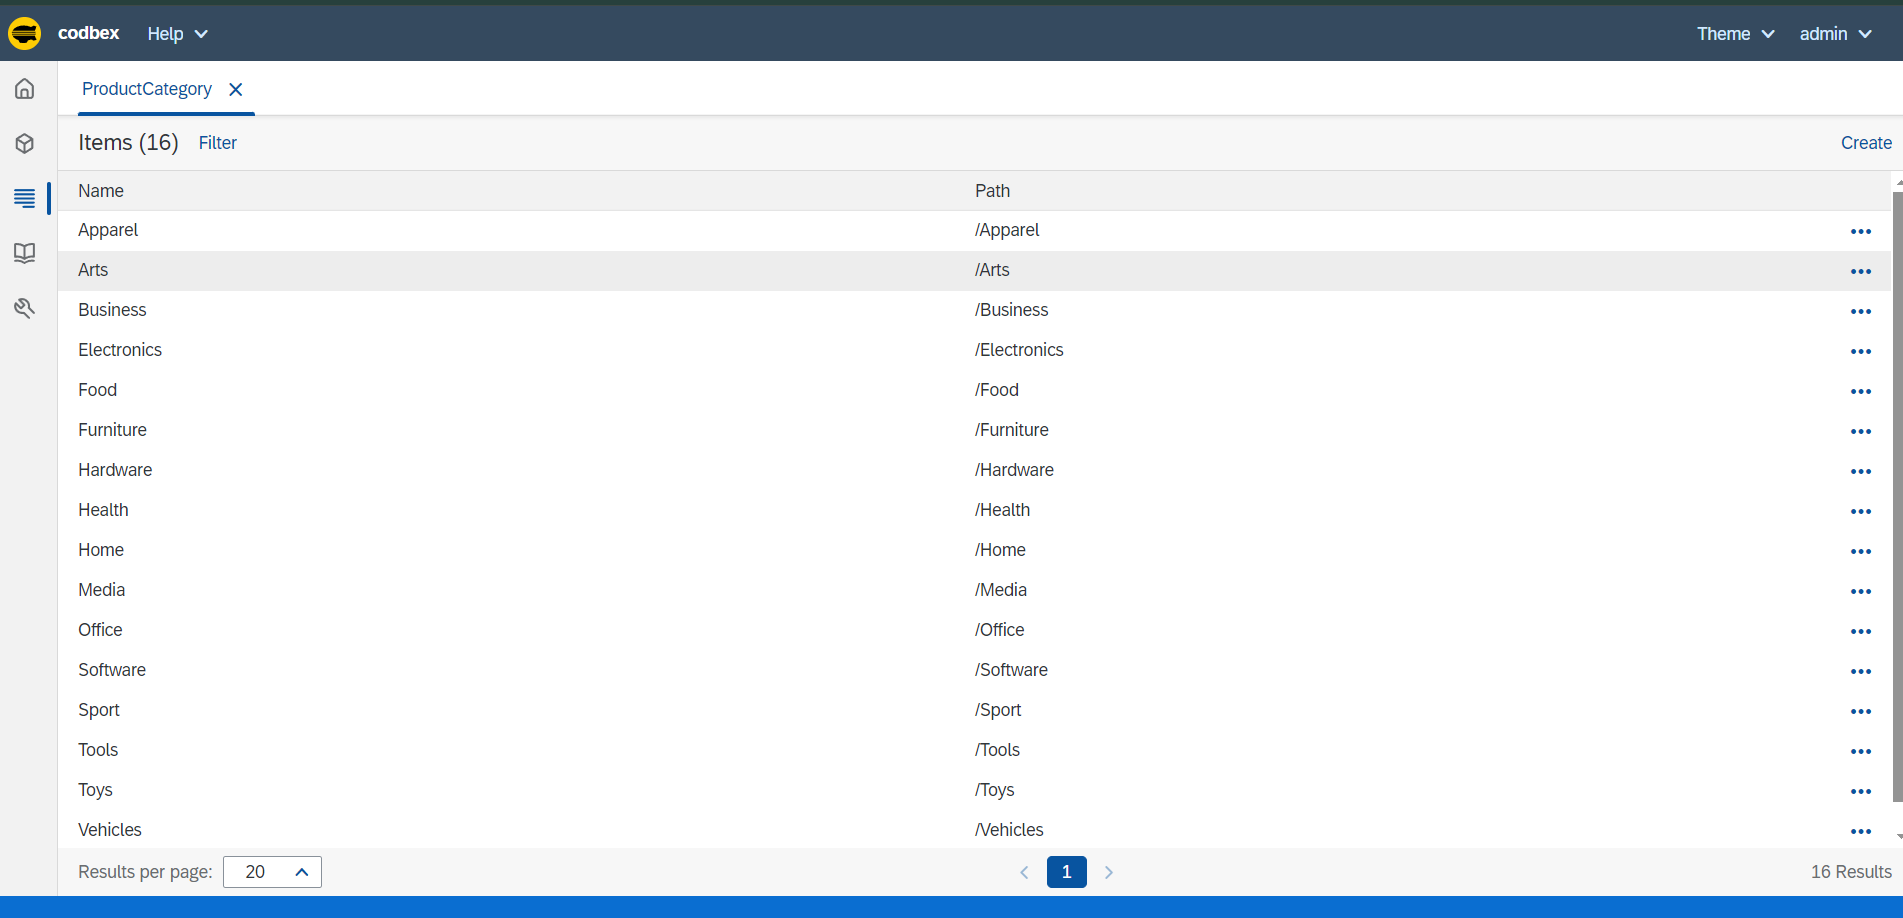 codbex Help Theme admin
ProductCategory
Items (16) Filter Create
Name Path
Apparel /Apparel
Arts /Arts
Business /Business
Electronics /Electronics
Food /Food
Furniture /Furniture
Hardware /Hardware
Health /Health
Home /Home
Media /Media
Office /Office
Software /Software
Sport /Sport
Tools /Tools
Toys /Toys
Vehicles /Vehicles
Results per page: 20 1 16 Results